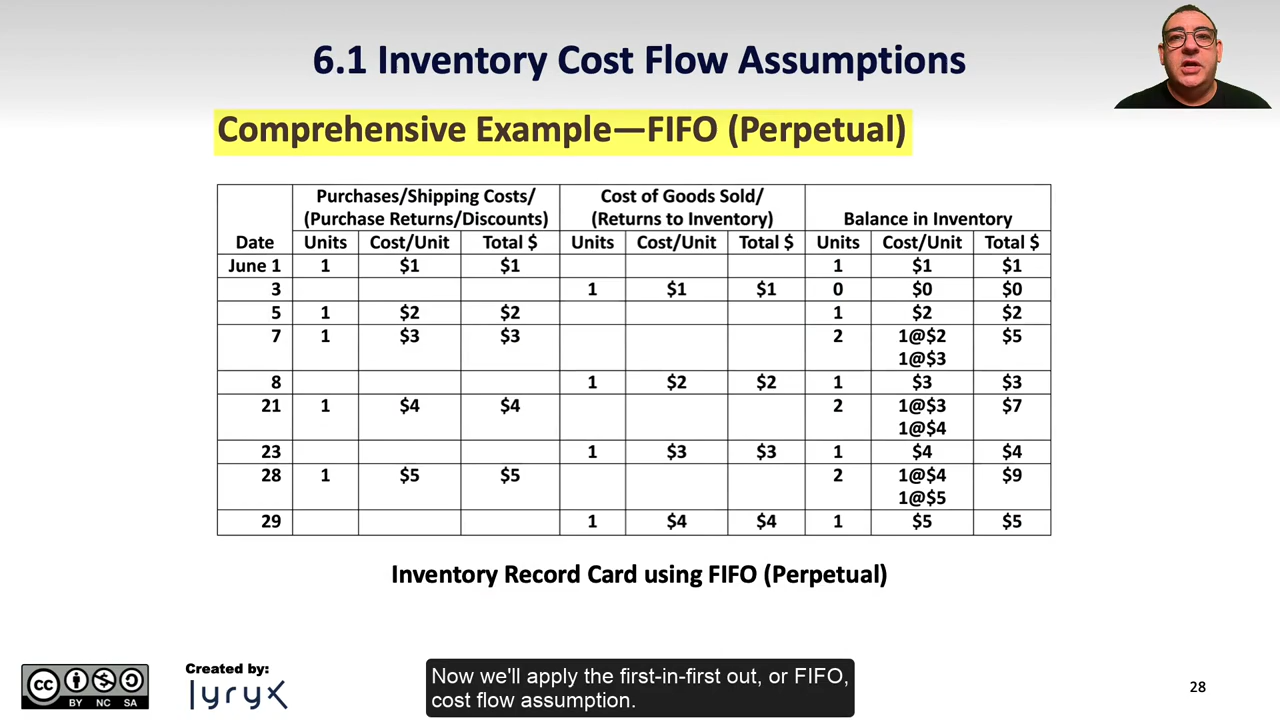 6.1 Inventory Cost Flow Assumptions
Comprehensive Example—FIFO (Perpetual)
Purchases/Shipping Costs/ Cost of Goods Sold/
(Purchase Returns/Discounts) (Returns to Inventory) Balance in Inventory
Date Units Cost/Unit Total $ Units Cost/Unit Total $ Units Cost/Unit Total $
June 1 1 $1 $1 1 $1 $1
3 1 $1 $1 0 $0 $0
5 1 $2 $2 1 $2 $2
7 1 $3 $3 2 1@$2 $5
1@$3
8 1 $2 $2 1 $3 $3
21 1 $4 $4 2 1@$3 $7
1@$4
23 1 $3 $3 1 $4 $4
28 1 $5 $5 2 1@$4 $9
1@$5
29 1 $4 $4 1 $5 $5
Inventory Record Card using FIFO (Perpetual)
cc BY NC SA
Created by:
lyryx
Now we'll apply the first-in-first out, or FIFO,
cost flow assumption.
28